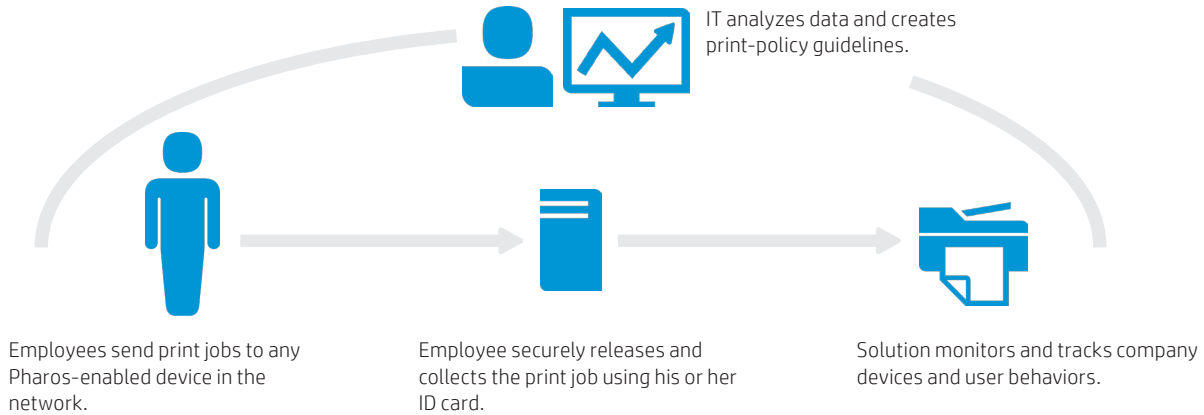 IT analyzes data and creates
print-policy guidelines.
Employees send print jobs to any
Pharos-enabled device in the
network.
Employee securely releases and
collects the print job using his or her
ID card.
Solution monitors and tracks company
devices and user behaviors.